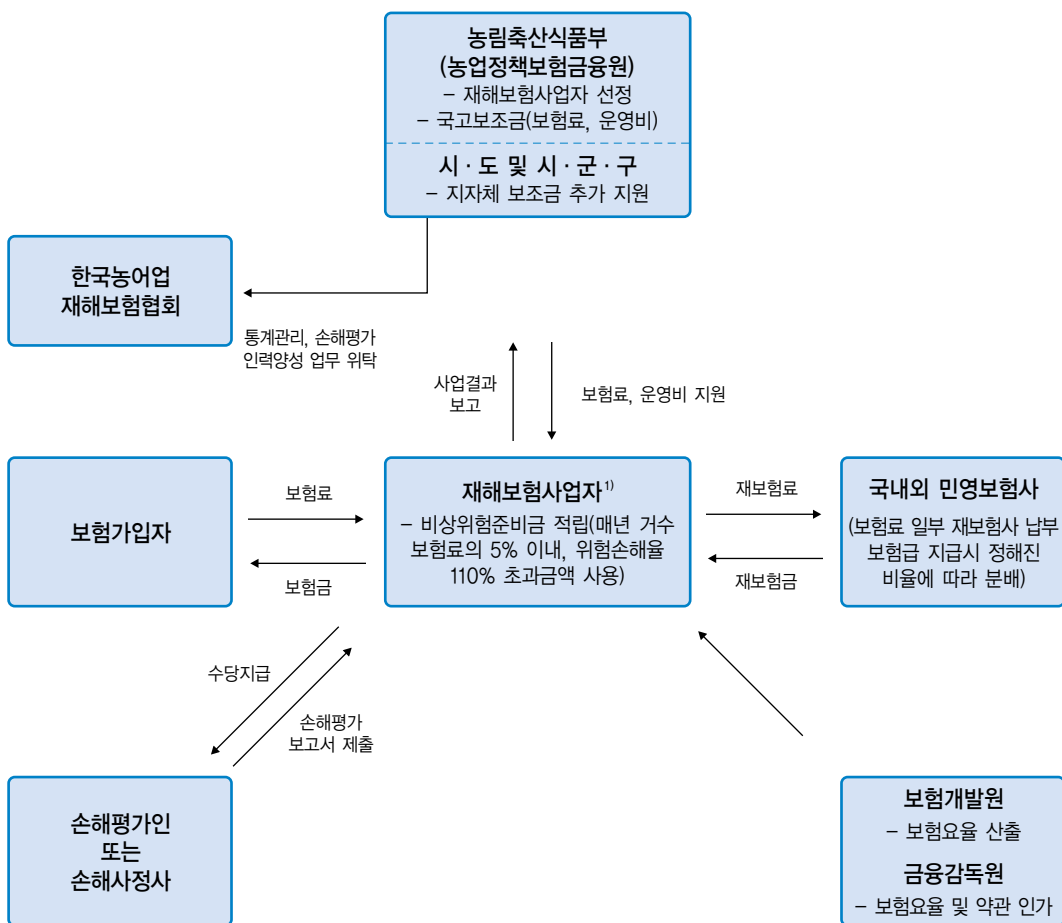 농림축산식품부
(농업정책보험금융원)
– 재해보험사업자 선정
– 국고보조금(보험료, 운영비)
시·도 및 시·군·구
– 지자체 보조금 추가 지원
한국농어업
재해보험협회
통계관리, 손해평가
인력양성 업무 위탁
사업결과
보고
보험료, 운영비 지원
보험가입자
보험료
보험금
재해보험사업자1)
– 비상위험준비금 적립(매년 거수
보험료의 5% 이내, 위험손해율
110% 초과금액 사용)
재보험료
재보험금
국내외 민영보험사
(보험료 일부 재보험사 납부
보험급 지급시 정해진
비율에 따라 분배)
수당지급
손해평가
보고서 제출
손해평가인
또는
손해사정사
보험개발원
– 보험요율 산출
금융감독원
– 보험요율 및 약관 인가